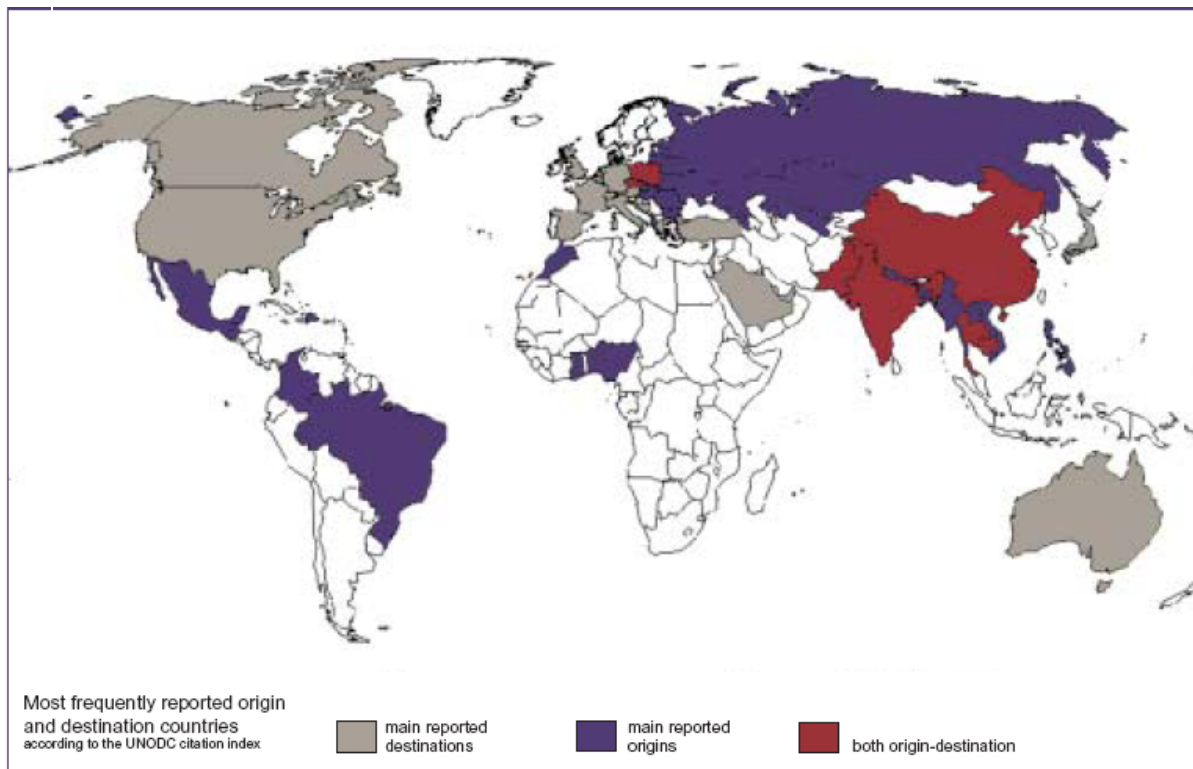 Most frequently reported origin
and destination countries
according to the UNODC citation index
main reported
destinations
main reported
origins
both origin-destination